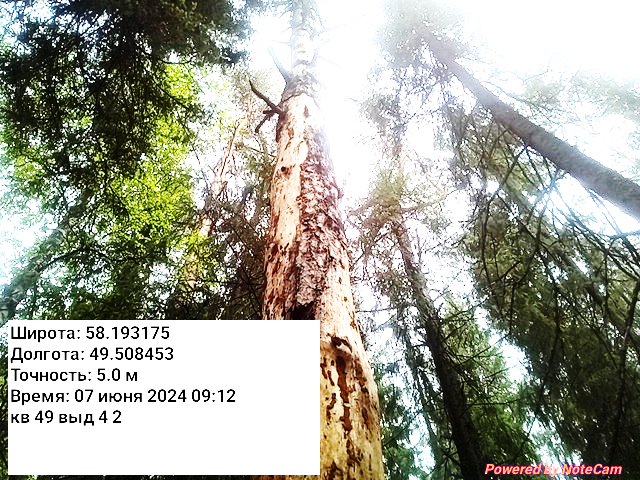 Широта: 58.193175
Долгота: 49.508453
Точность: 5.0 м
Время: 07 июня 2024 09:12
кв 49 выд 4 2
Powered by NoteCam